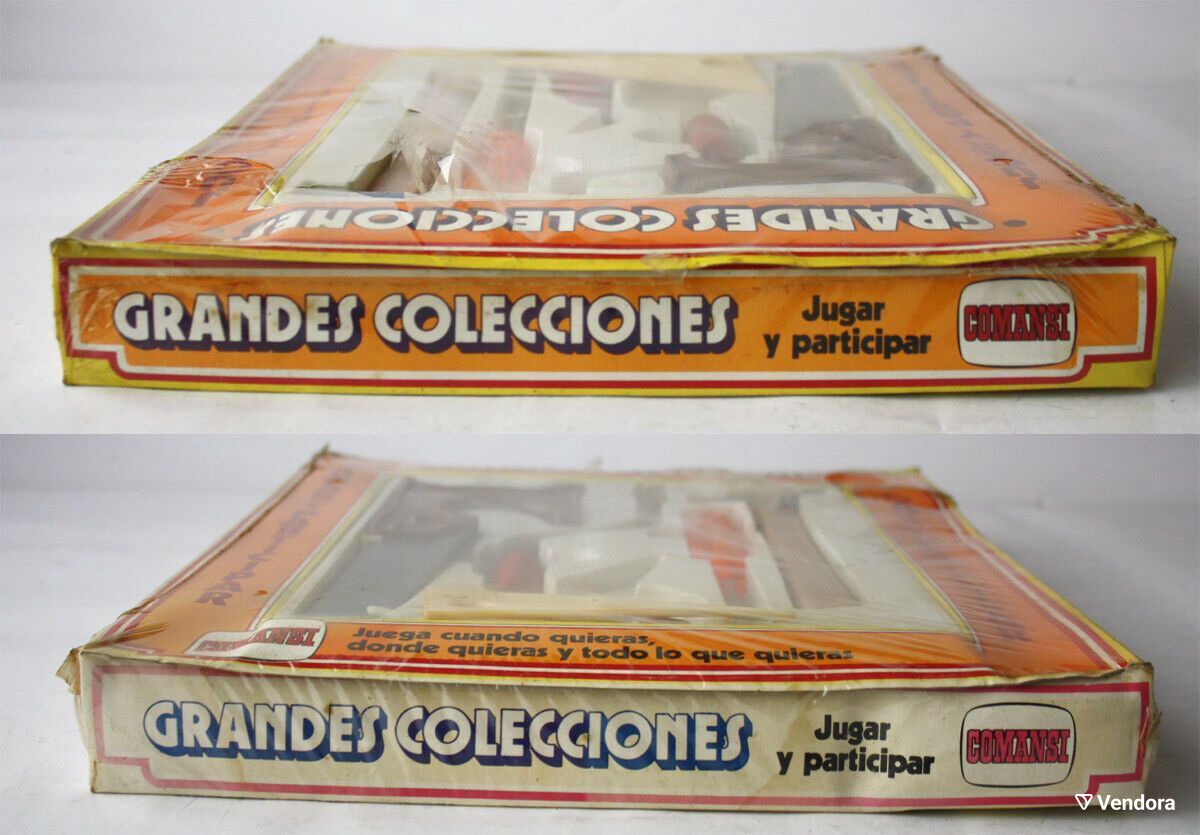 GRANDES COLECCIONES
GRANDES COLECCIONES
Jugar
y participar
COMANSI
COMANSI
Juega cuando quieras,
donde quieras y todo lo que quieras
GRANDES COLECCIONES
Jugar
y participar
COMANSI
Vendora